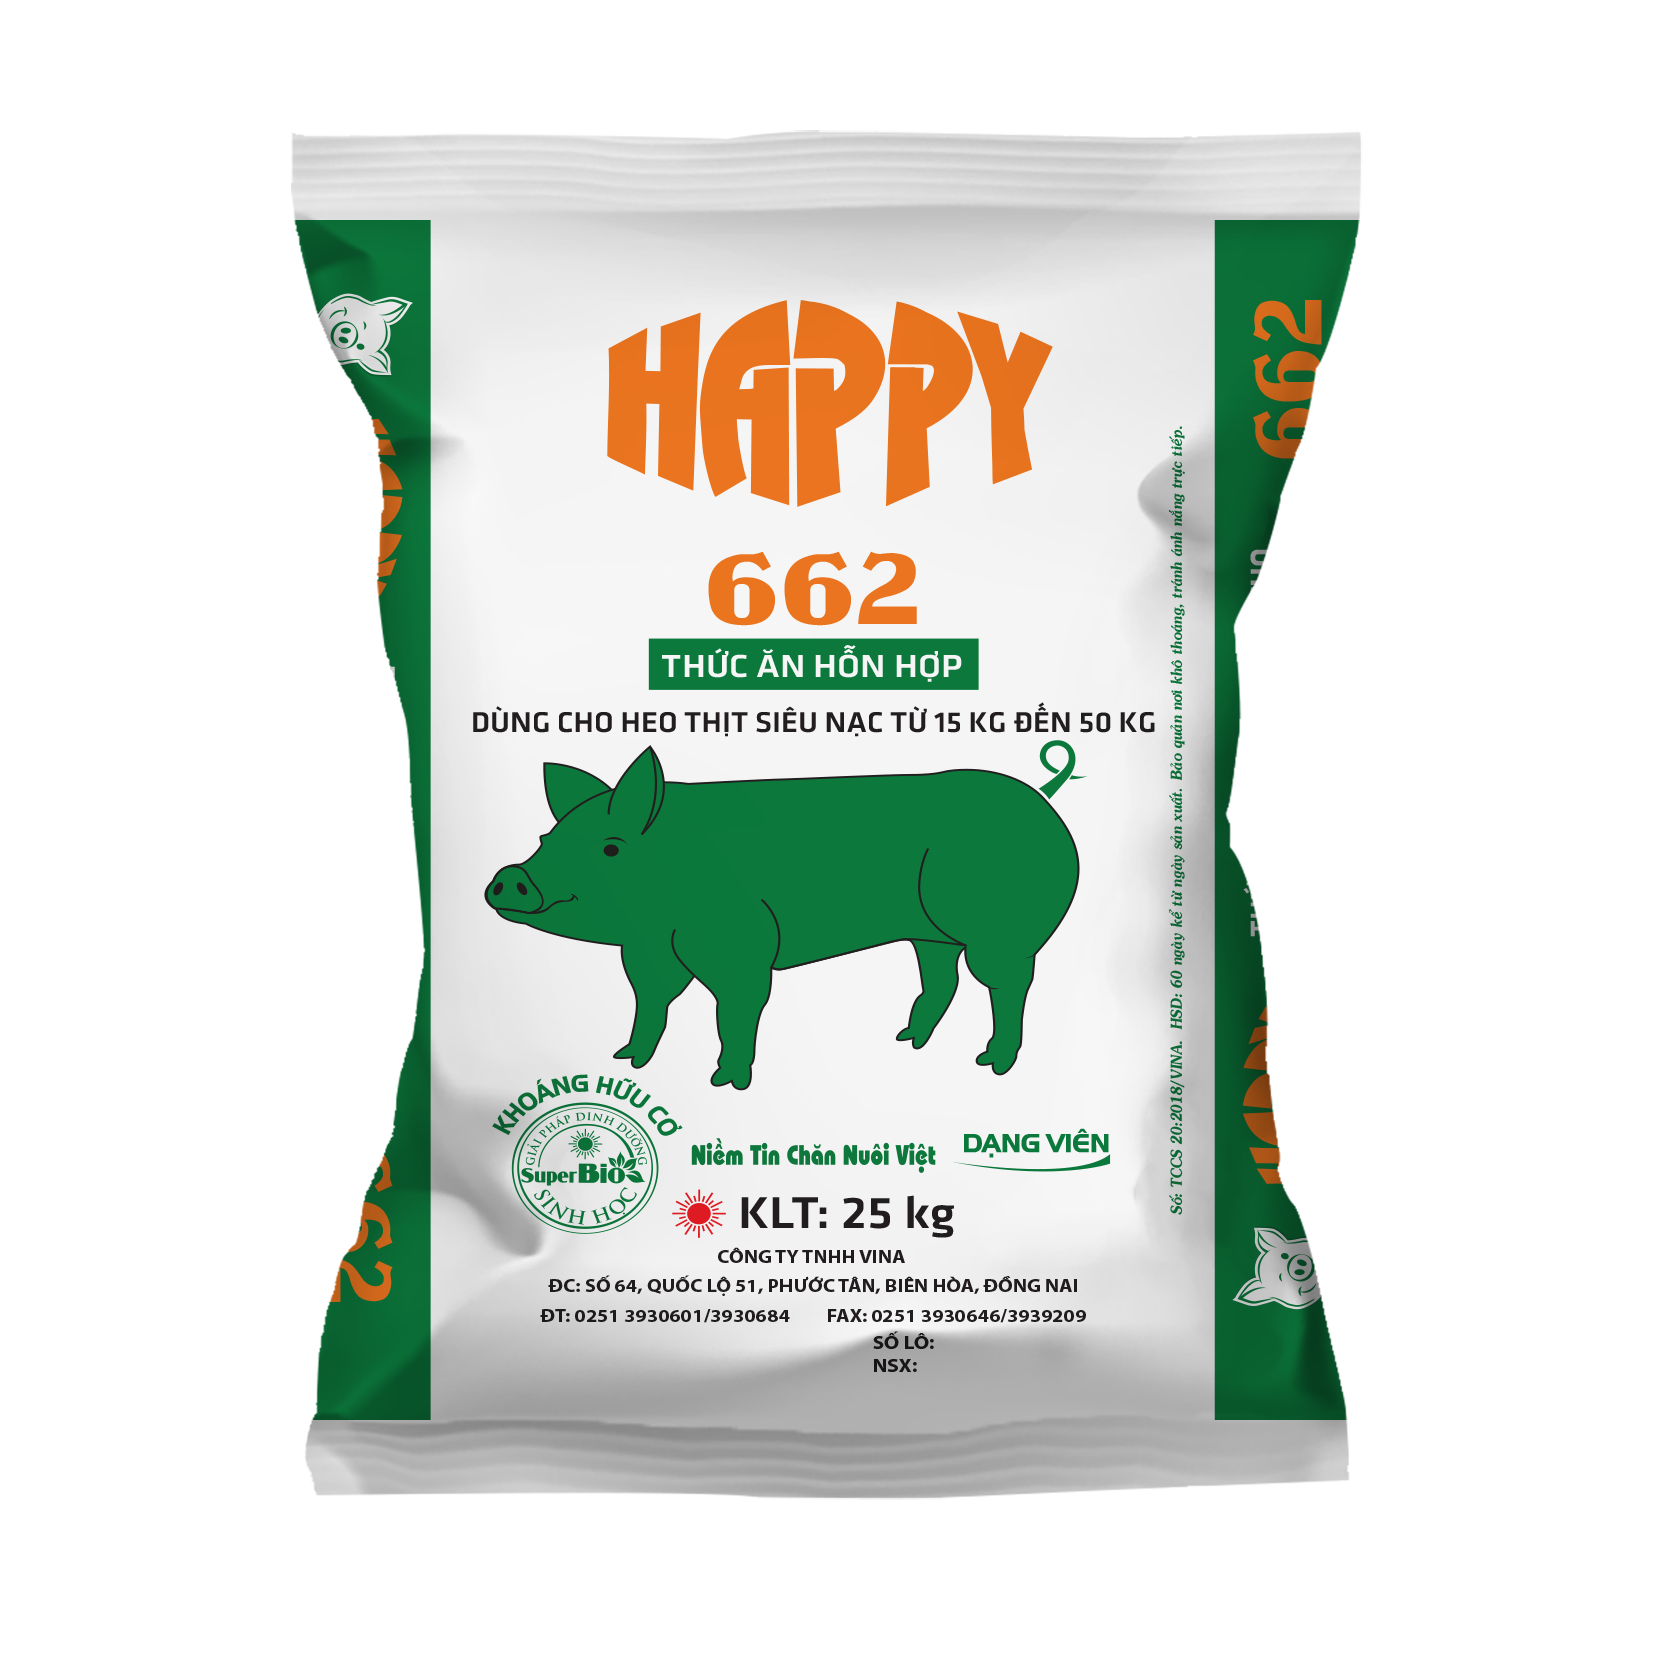 HAPPY
662
THỨC ĂN HỖN HỢP
DÙNG CHO HEO THỊT SIÊU NẠC TỪ 15 KG ĐẾN 50 KG
KHOÁNG HỮU CƠ
GIẢI PHÁP DINH DƯỠNG
SuperBio
SINH HỌC
Niềm Tin Chăn Nuôi Việt
DẠNG VIÊN
KLT: 25 kg
CÔNG TY TNHH VINA
ĐC: SỐ 64, QUỐC LỘ 51, PHƯỚC TÂN, BIÊN HÒA, ĐỒNG NAI
ĐT: 0251 3930601/3930684 FAX: 0251 3930646/3939209
SỐ LÔ:
NSX:
Số: TCCS 20:2018/VINA. HSD: 60 ngày kể từ ngày sản xuất. Bảo quản nơi khô thoáng, tránh ánh nắng trực tiếp.
662
662